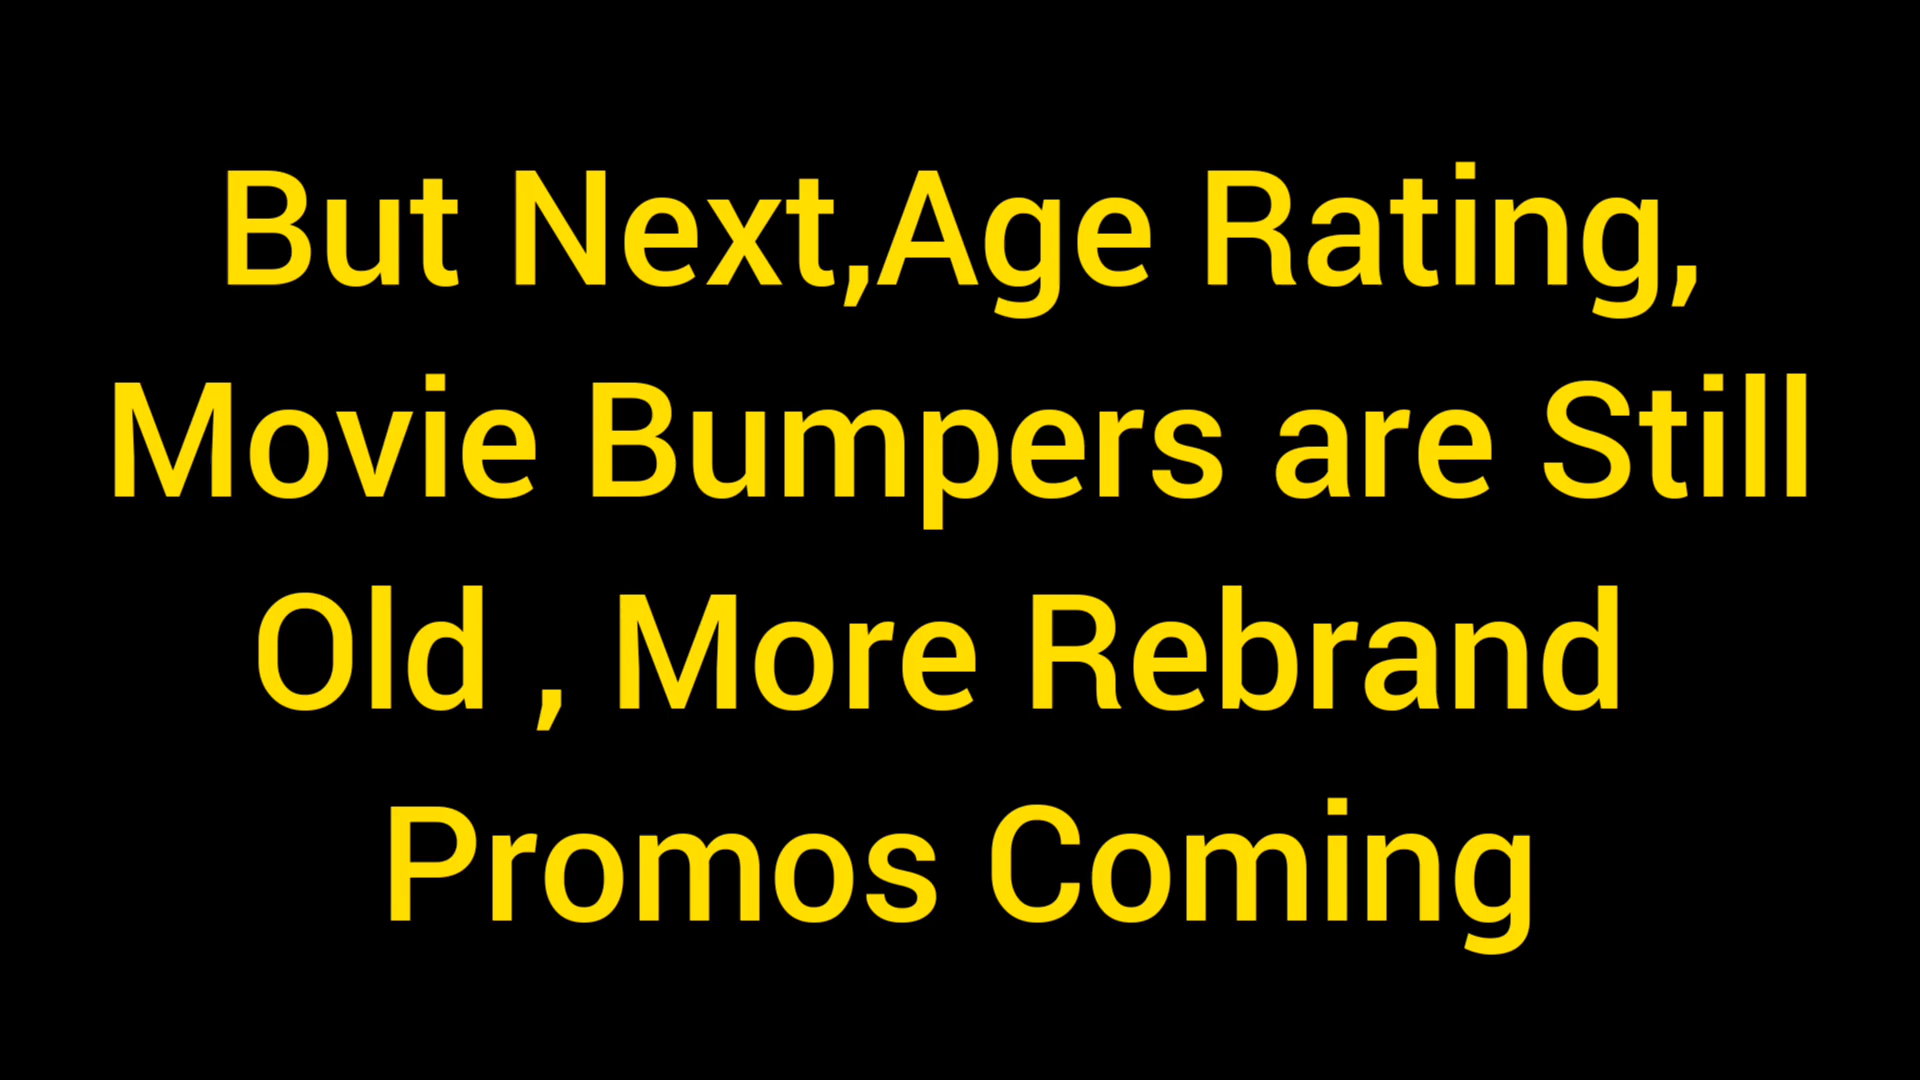 But Next,Age Rating,
Movie Bumpers are Still
Old , More Rebrand
Promos Coming